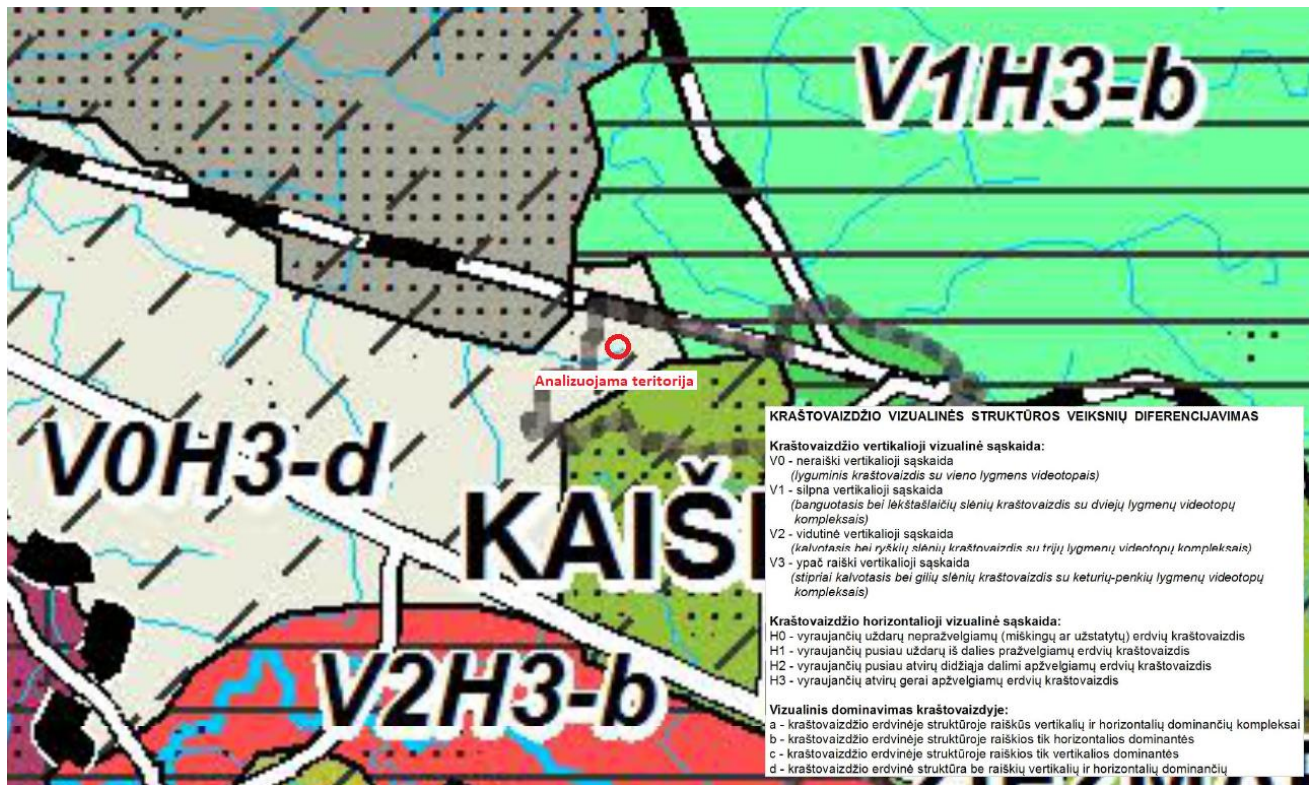 V1H3-b
Analizuojama teritorija
V0H3-d
KAIŠ
V2H3-b
KRAŠTOVAIZDŽIO VIZUALINĖS STRUKTŪROS VEIKSNIŲ DIFERENCIJAVIMAS
Kraštovaizdžio vertikalioji vizualinė sąskaida:
V0 - neraiški vertikalioji sąskaida
(lyguminis kraštovaizdis su vieno lygmens videotopais)
V1 - silpna vertikalioji sąskaida
(banguotasis bei lėkštašlaičių slėnių kraštovaizdis su dviejų lygmenų videotopų
kompleksais)
V2 - vidutinė vertikalioji sąskaida
(kalvotasis bei ryškių slėnių kraštovaizdis su trijų lygmenų videotopų kompleksais)
V3 - ypač raiški vertikalioji sąskaida
(stipriai kalvotasis bei gilių slėnių kraštovaizdis su keturių-penkių lygmenų videotopų
kompleksais)
Kraštovaizdžio horizontalioji vizualinė sąskaida:
H0 - vyraujančių uždarų nepražvelgiamų (miškingų ar užstatytų) erdvių kraštovaizdis
H1 - vyraujančių pusiau uždarų iš dalies pražvelgiamų erdvių kraštovaizdis
H2 - vyraujančių pusiau atvirų didžiąja dalimi apžvelgiamų erdvių kraštovaizdis
H3 - vyraujančių atvirų gerai apžvelgiamų erdvių kraštovaizdis
Vizualinis dominavimas kraštovaizdyje:
a - kraštovaizdžio erdvinėje struktūroje raiškūs vertikalių ir horizontalių dominančių kompleksai
b - kraštovaizdžio erdvinėje struktūroje raiškios tik horizontalios dominantės
c - kraštovaizdžio erdvinėje struktūroje raiškios tik vertikalios dominantės
d - kraštovaizdžio erdvinė struktūra be raiškių vertikalių ir horizontalių dominančių